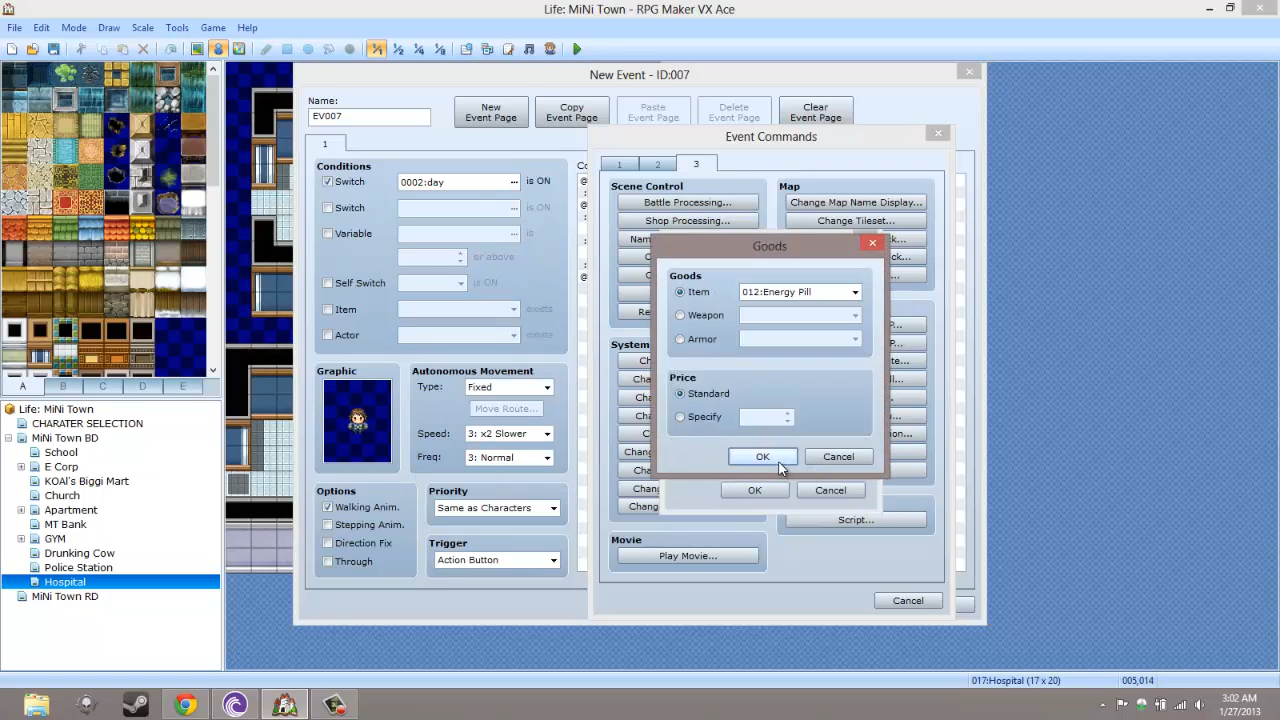 Life: MiNi Town - RPG Maker VX Ace
File Edit Mode Draw Scale Tools Game Help
New Event - ID:007
Name:
EV007
New Event Page
Copy Event Page
Paste Event Page
Delete Event Page
Clear Event Page
1
Conditions
Switch 0002:day ... is ON
Switch ... is ON
Variable ... is
or above
Self Switch is ON
Item exists
Actor exists
Graphic
Autonomous Movement
Type: Fixed
Move Route...
Speed: 3: x2 Slower
Freq: 3: Normal
Options
Walking Anim.
Stepping Anim.
Direction Fix
Through
Priority
Same as Characters
Trigger
Action Button
Event Commands
1 2 3
Scene Control
Battle Processing...
Shop Processing...
Map
Change Map Name Display...
Change Tileset...
System
Movie
Play Movie...
Script...
Cancel
Goods
Goods
Item 012:Energy Pill
Weapon
Armor
Price
Standard
Specify
OK Cancel
OK Cancel
A B C D E
Life: MiNi Town
CHARATER SELECTION
MiNi Town BD
School
E Corp
KOAl's Biggi Mart
Church
Apartment
MT Bank
GYM
Drunking Cow
Police Station
Hospital
MiNi Town RD
017:Hospital (17 x 20) 005,014
3:02 AM
1/27/2013